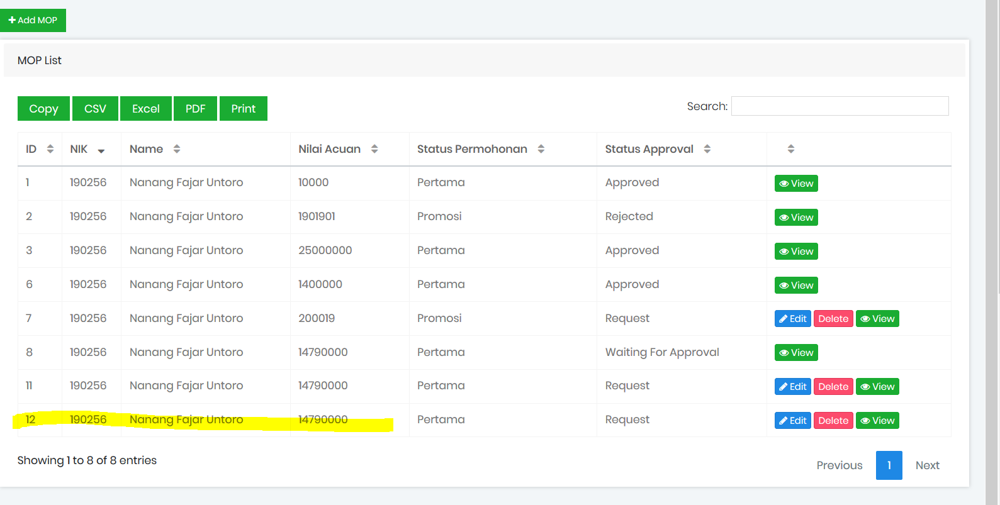 Add MOP
MOP List
Copy CSV Excel PDF Print Search:
ID NIK Name Nilai Acuan Status Permohonan Status Approval
1 190256 Nanang Fajar Untoro 10000 Pertama Approved View
2 190256 Nanang Fajar Untoro 1901901 Promosi Rejected View
3 190256 Nanang Fajar Untoro 25000000 Pertama Approved View
6 190256 Nanang Fajar Untoro 1400000 Pertama Approved View
7 190256 Nanang Fajar Untoro 200019 Promosi Request Edit Delete View
8 190256 Nanang Fajar Untoro 14790000 Pertama Waiting For Approval View
11 190256 Nanang Fajar Untoro 14790000 Pertama Request Edit Delete View
12 190256 Nanang Fajar Untoro 14790000 Pertama Request Edit Delete View
Showing 1 to 8 of 8 entries
Previous 1 Next